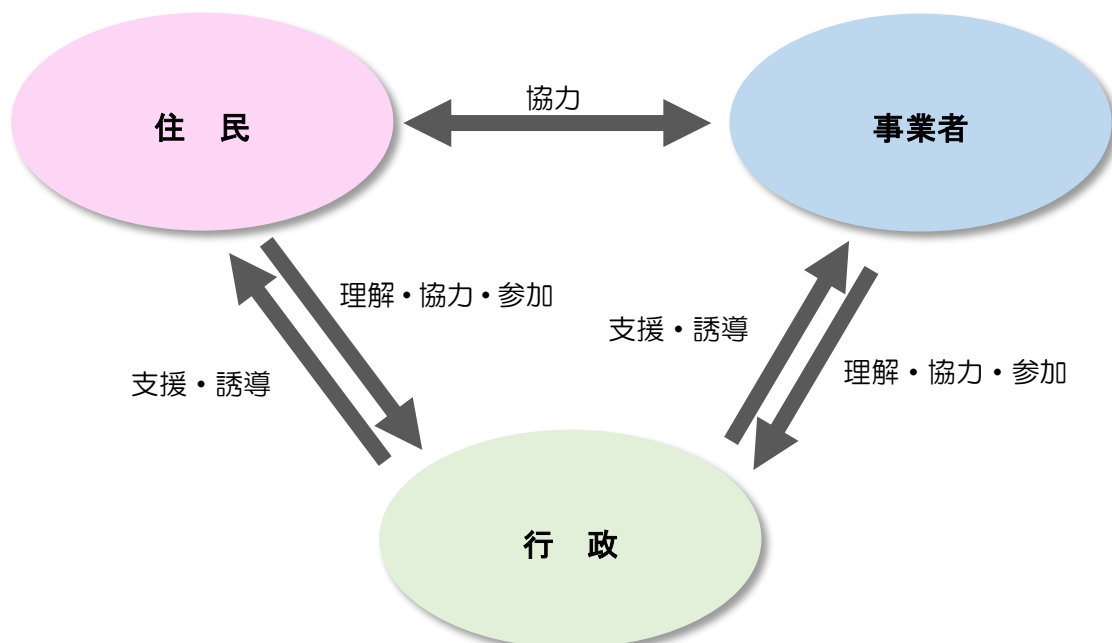 協力
住　民
事業者
理解・協力・参加
支援・誘導
支援・誘導
理解・協力・参加
行　政